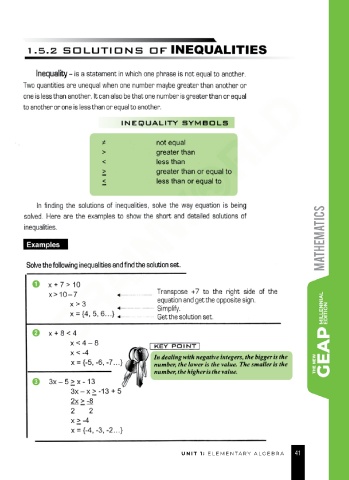 1.5.2 SOLUTIONS OF INEQUALITIES
Inequality – is a statement in which one phrase is not equal to another.
Two quantities are unequal when one number maybe greater than another or
one is less than another. It can also be that one number is greater than or equal
to another or one is less than or equal to another.
INEQUALITY SYMBOLS
≠ not equal
> greater than
< less than
≥ greater than or equal to
≤ less than or equal to
In finding the solutions of inequalities, solve the way equation is being
solved. Here are the examples to show the short and detailed solutions of
inequalities.
Examples
Solve the following inequalities and find the solution set.
1 x + 7 > 10
x > 10 – 7 Transpose +7 to the right side of the
equation and get the opposite sign.
x > 3 Simplify.
x = {4, 5, 6...} Get the solution set.
2 x + 8 < 4
x < 4 – 8
x < -4
x = {-5, -6, -7...}
KEY POINT
In dealing with negative integers, the bigger is the
number, the lower is the value. The smaller is the
number, the higher is the value.
3 3x – 5 ≥ x - 13
3x – x ≥ -13 + 5
2x ≥ -8
2 2
x ≥ -4
x = {-4, -3, -2...}
MATHEMATICS
THE NEW GEAP MILLENNIAL EDITION
UNIT 1: ELEMENTARY ALGEBRA 41